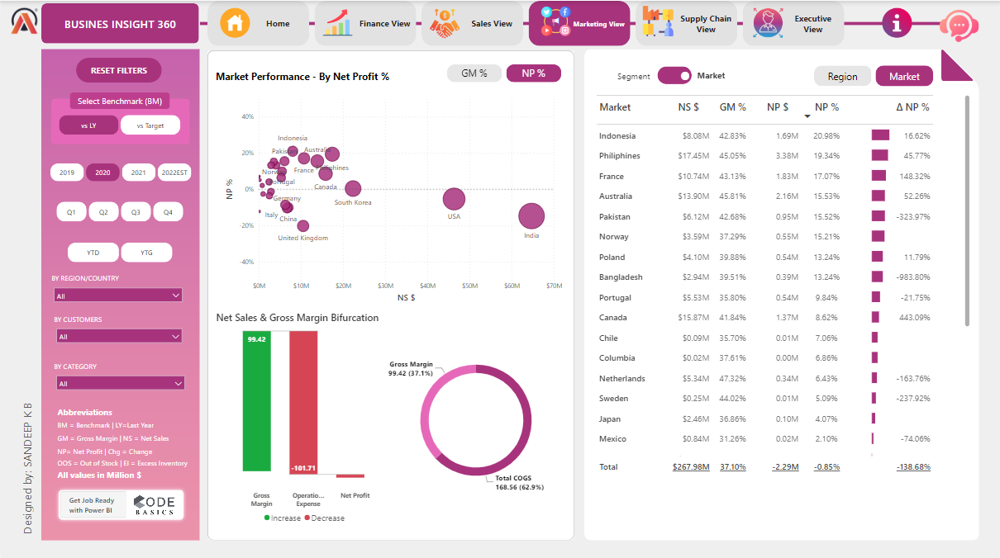 BUSINES INSIGHT 360
Home
Finance View
Sales View
Marketing View
Supply Chain
View
Executive
View
RESET FILTERS
Select Benchmark (BM)
vs LY
vs Target
2019
2020
2021
2022EST
Q1
Q2
Q3
Q4
YTD
YTG
BY REGION/COUNTRY
All
BY CUSTOMERS
All
BY CATEGORY
All
Abbreviations
BM = Benchmark | LY=Last Year
GM = Gross Margin | NS = Net Sales
NP= Net Profit | Chg = Change
OOS = Out of Stock | EI = Excess Inventory
All values in Million $
Get Job Ready
with Power BI
CODE
BASICS
Designed by: SANDEEP K B
Market Performance - By Net Profit %
GM %
NP %
NP %
40%
20%
0%
-20%
-40%
Indonesia
Pakistan
Australia
Norway
France
Philiphines
Portugal
Canada
Germany
South Korea
Italy
China
USA
United Kingdom
India
$0M
$10M
$20M
$30M
$40M
$50M
$60M
$70M
NS $
Net Sales & Gross Margin Bifurcation
99.42
-101.71
Gross
Margin
Operatio...
Expense
Net Profit
Increase
Decrease
Gross Margin
99.42 (37.1%)
Total COGS
168.56 (62.9%)
Segment
Market
Region
Market
Market NS $ GM % NP $ NP % Δ NP %
Indonesia $8.08M 42.83% 1.69M 20.98% 16.62%
Philiphines $17.45M 45.05% 3.38M 19.34% 45.77%
France $10.74M 43.13% 1.83M 17.07% 148.32%
Australia $13.90M 45.81% 2.16M 15.53% 52.26%
Pakistan $6.12M 42.68% 0.95M 15.52% -323.97%
Norway $3.59M 37.29% 0.55M 15.21%
Poland $4.10M 39.88% 0.54M 13.24% 11.79%
Bangladesh $2.94M 39.51% 0.39M 13.24% -983.80%
Portugal $5.53M 35.80% 0.54M 9.84% -21.75%
Canada $15.87M 41.84% 1.37M 8.62% 443.09%
Chile $0.09M 35.70% 0.01M 7.06%
Columbia $0.02M 37.61% 0.00M 6.86%
Netherlands $5.34M 47.32% 0.34M 6.43% -163.76%
Sweden $0.25M 44.02% 0.01M 5.09% -237.92%
Japan $2.46M 36.86% 0.10M 4.07%
Mexico $0.84M 31.26% 0.02M 2.10% -74.06%
Total $267.98M 37.10% -2.29M -0.85% -138.68%